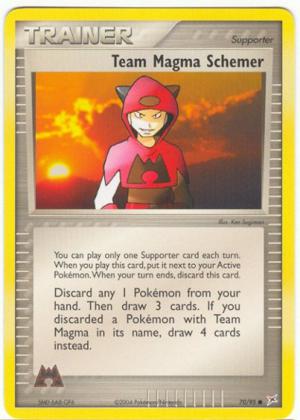 TRAINER
Supporter
Team Magma Schemer
Illus. Ken Sugimori
You can play only one Supporter card each turn.
When you play this card, put it next to your Active
Pokémon. When your turn ends, discard this card.
Discard any 1 Pokémon from your
hand. Then draw 3 cards. If you
discarded a Pokémon with Team
Magma in its name, draw 4 cards
instead.
©2004 Pokémon/Nintendo
70/95